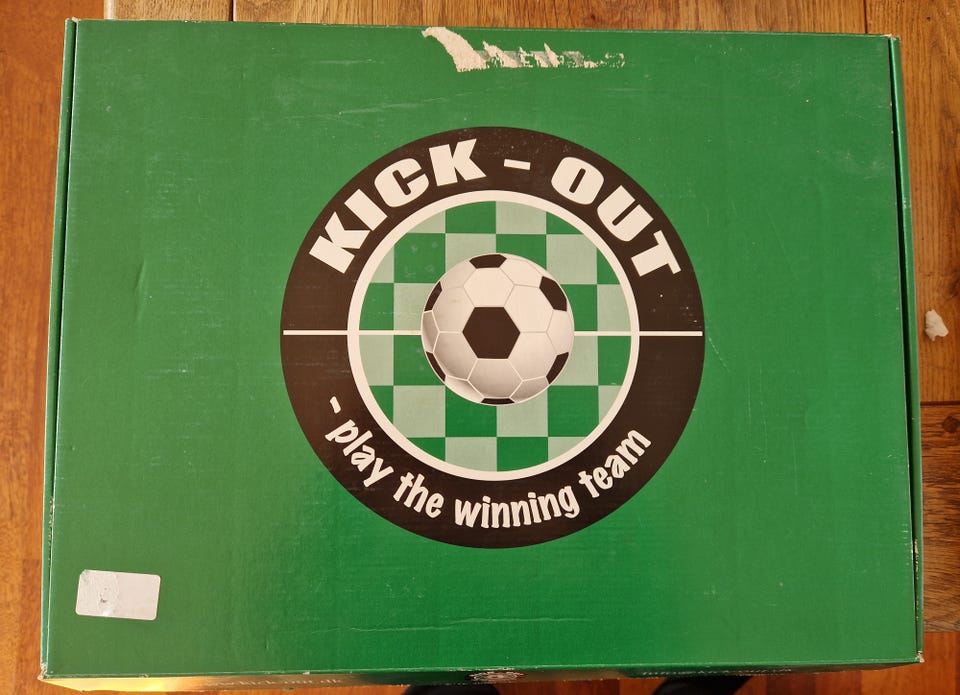 KICK - OUT
- play the winning team